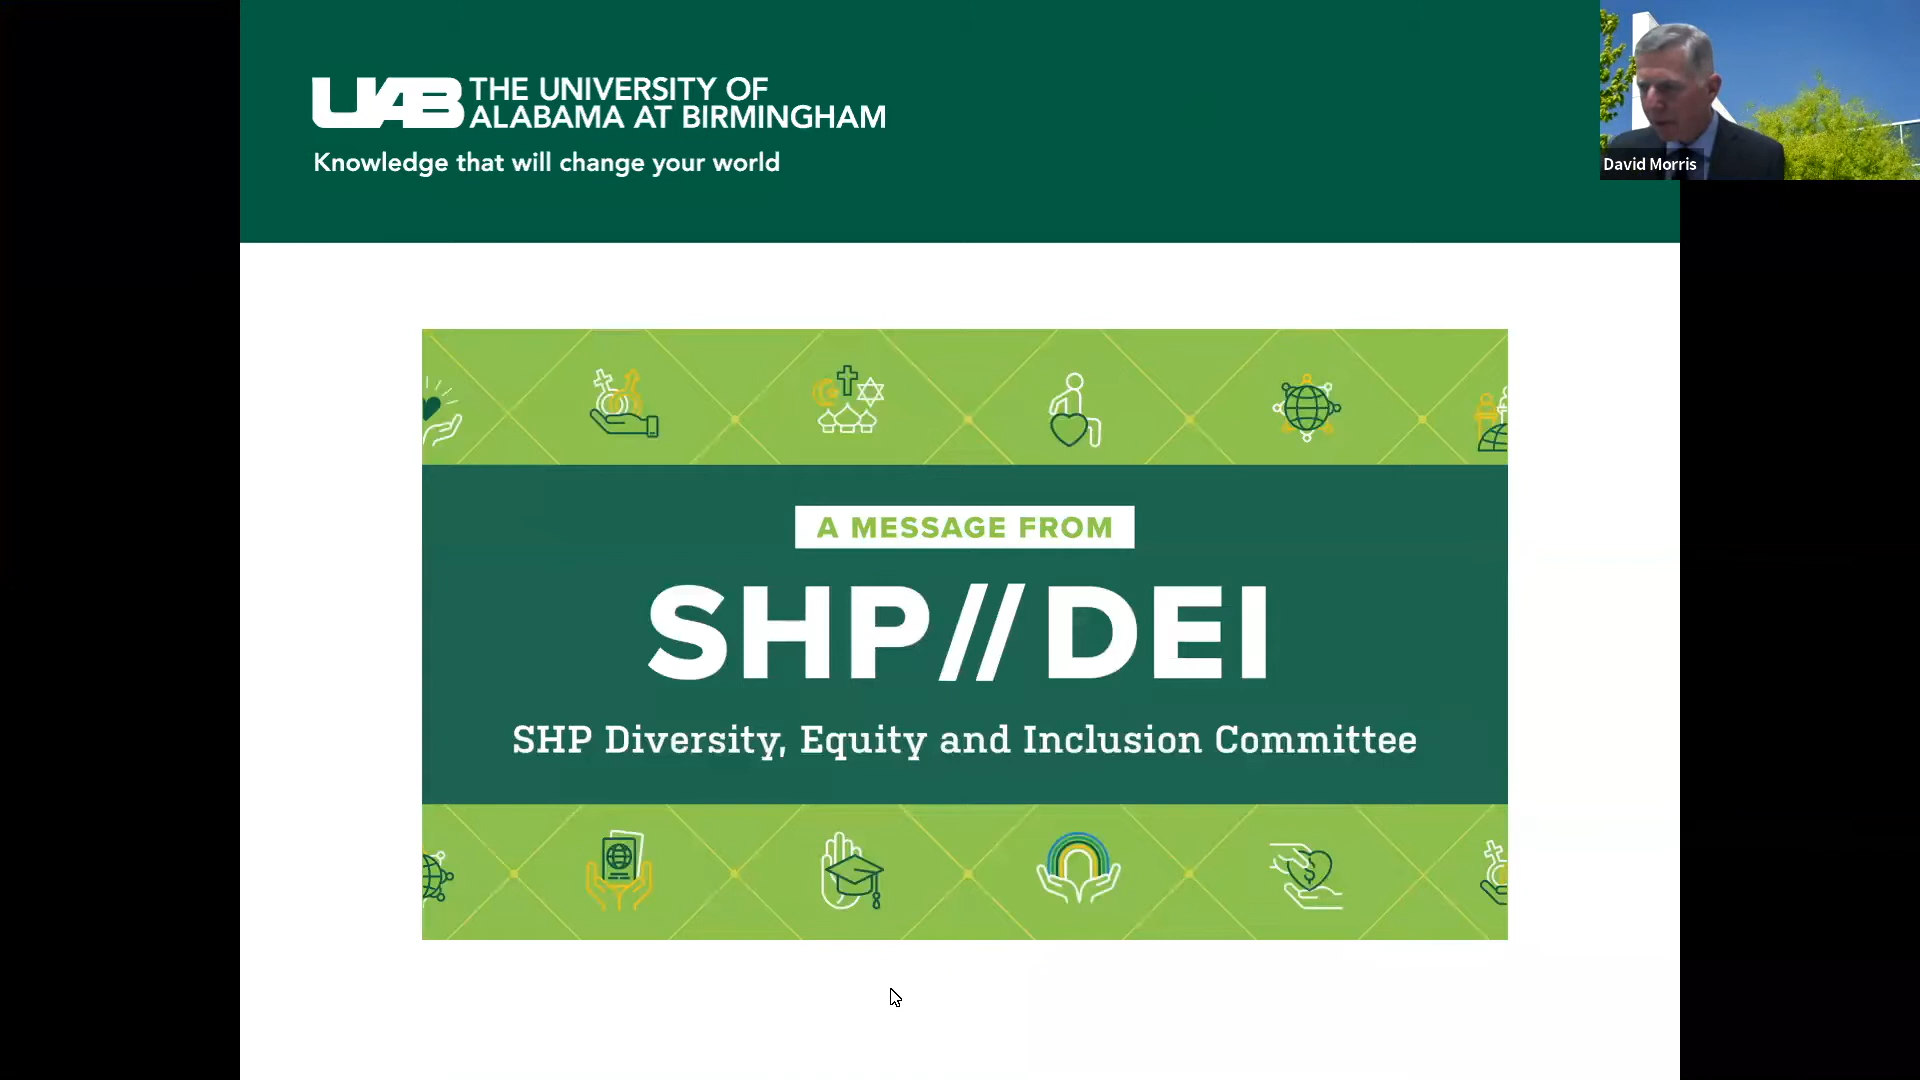 UAB THE UNIVERSITY OF
ALABAMA AT BIRMINGHAM
Knowledge that will change your world
David Morris
A MESSAGE FROM
SHP//DEI
SHP Diversity, Equity and Inclusion Committee
$